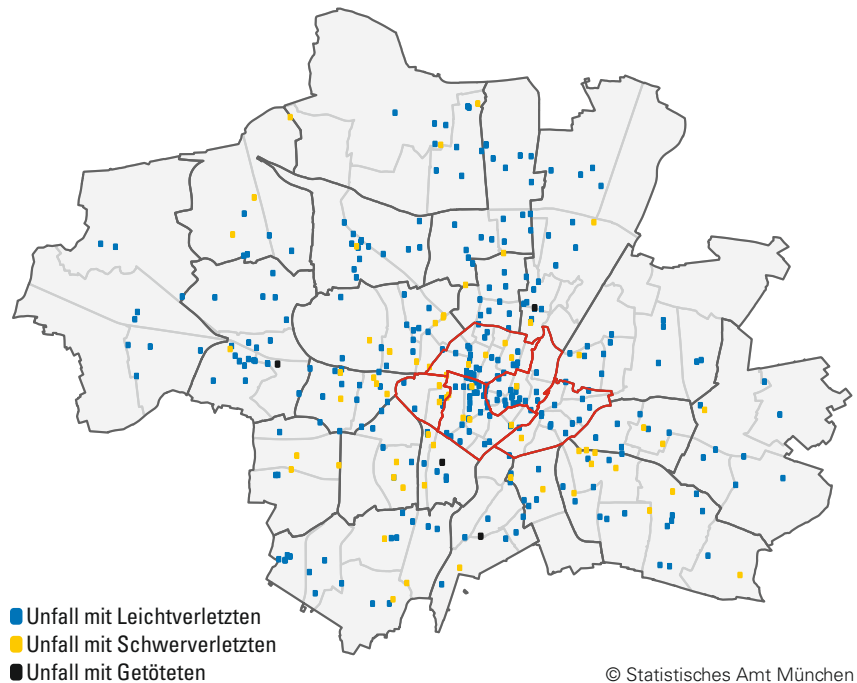 Unfall mit Leichtverletzten
Unfall mit Schwerverletzten
Unfall mit Getöteten
© Statistisches Amt München